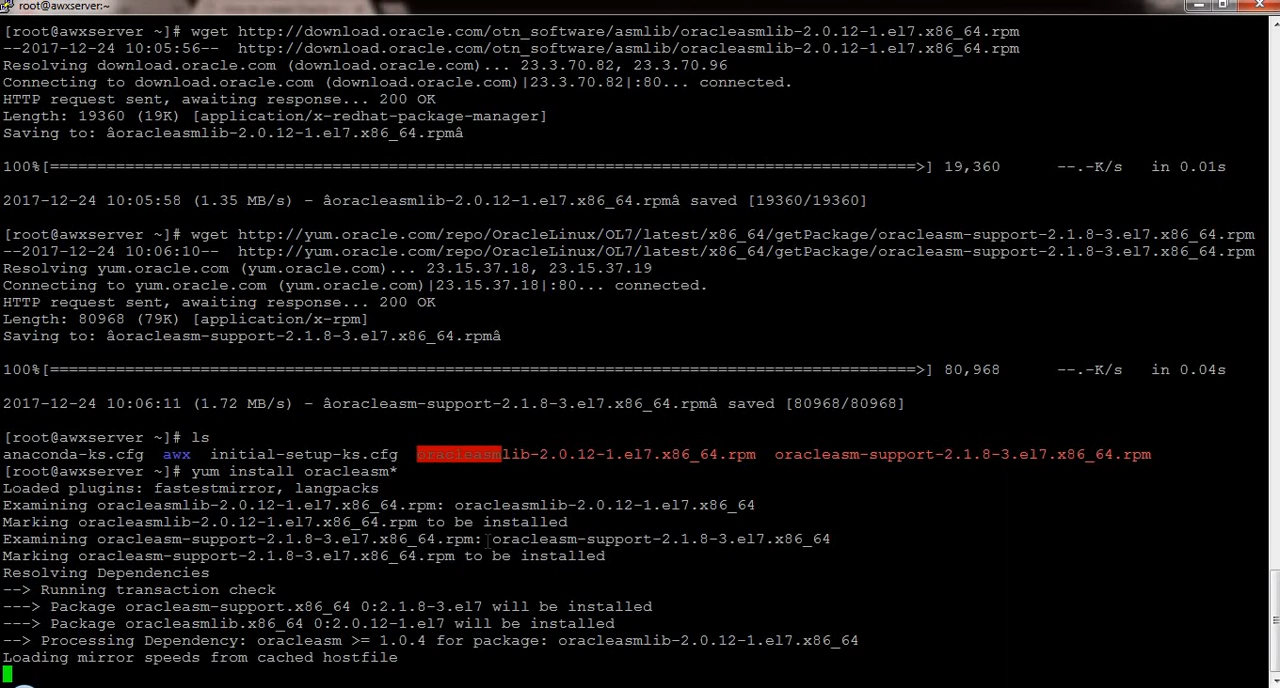 root@awxserver:~
[root@awxserver ~]# wget http://download.oracle.com/otn_software/asmlib/oracleasmlib-2.0.12-1.el7.x86_64.rpm
--2017-12-24 10:05:56--  http://download.oracle.com/otn_software/asmlib/oracleasmlib-2.0.12-1.el7.x86_64.rpm
Resolving download.oracle.com (download.oracle.com)... 23.3.70.82, 23.3.70.96
Connecting to download.oracle.com (download.oracle.com)|23.3.70.82|:80... connected.
HTTP request sent, awaiting response... 200 OK
Length: 19360 (19K) [application/x-redhat-package-manager]
Saving to: âoracleasmlib-2.0.12-1.el7.x86_64.rpmâ
100%[=============================================================================================>] 19,360      --.-K/s   in 0.01s
2017-12-24 10:05:58 (1.35 MB/s) - âoracleasmlib-2.0.12-1.el7.x86_64.rpmâ saved [19360/19360]
[root@awxserver ~]# wget http://yum.oracle.com/repo/OracleLinux/OL7/latest/x86_64/getPackage/oracleasm-support-2.1.8-3.el7.x86_64.rpm
--2017-12-24 10:06:10--  http://yum.oracle.com/repo/OracleLinux/OL7/latest/x86_64/getPackage/oracleasm-support-2.1.8-3.el7.x86_64.rpm
Resolving yum.oracle.com (yum.oracle.com)... 23.15.37.18, 23.15.37.19
Connecting to yum.oracle.com (yum.oracle.com)|23.15.37.18|:80... connected.
HTTP request sent, awaiting response... 200 OK
Length: 80968 (79K) [application/x-rpm]
Saving to: âoracleasm-support-2.1.8-3.el7.x86_64.rpmâ
100%[=============================================================================================>] 80,968      --.-K/s   in 0.04s
2017-12-24 10:06:11 (1.72 MB/s) - âoracleasm-support-2.1.8-3.el7.x86_64.rpmâ saved [80968/80968]
[root@awxserver ~]# ls
anaconda-ks.cfg  awx  initial-setup-ks.cfg  oracleasmlib-2.0.12-1.el7.x86_64.rpm  oracleasm-support-2.1.8-3.el7.x86_64.rpm
[root@awxserver ~]# yum install oracleasm*
Loaded plugins: fastestmirror, langpacks
Examining oracleasmlib-2.0.12-1.el7.x86_64.rpm: oracleasmlib-2.0.12-1.el7.x86_64
Marking oracleasmlib-2.0.12-1.el7.x86_64.rpm to be installed
Examining oracleasm-support-2.1.8-3.el7.x86_64.rpm: oracleasm-support-2.1.8-3.el7.x86_64
Marking oracleasm-support-2.1.8-3.el7.x86_64.rpm to be installed
Resolving Dependencies
--> Running transaction check
---> Package oracleasm-support.x86_64 0:2.1.8-3.el7 will be installed
---> Package oracleasmlib.x86_64 0:2.0.12-1.el7 will be installed
--> Processing Dependency: oracleasm >= 1.0.4 for package: oracleasmlib-2.0.12-1.el7.x86_64
Loading mirror speeds from cached hostfile